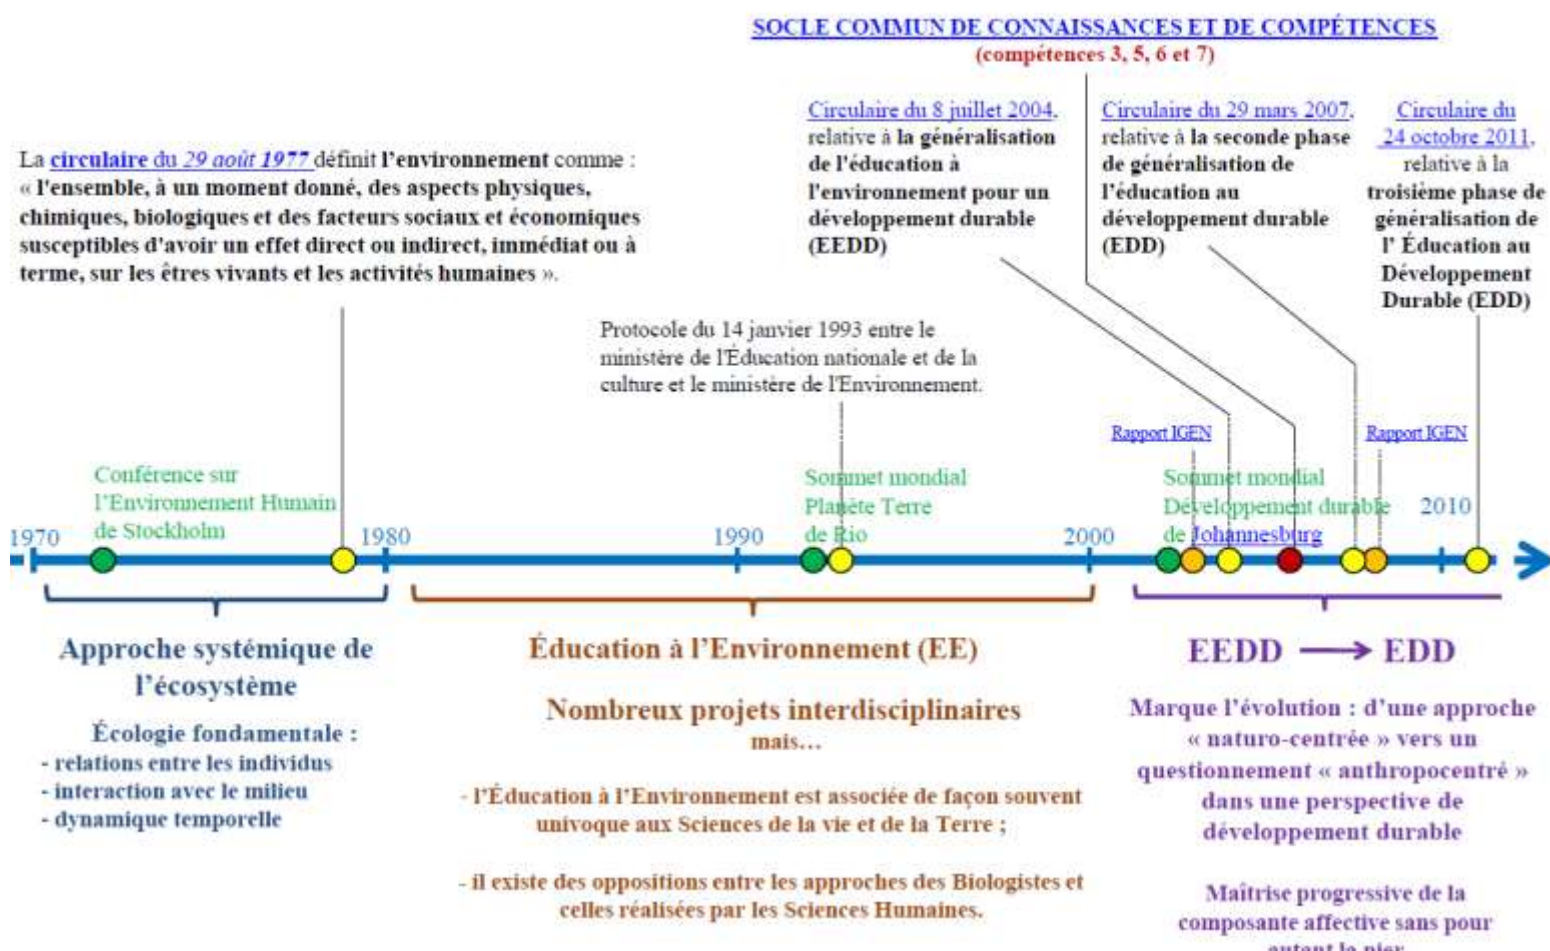 SOCLE COMMUN DE CONNAISSANCES ET DE COMPÉTENCES
(compétences 3, 5, 6 et 7)
La circulaire du 29 août 1977 définit l'environnement comme :
« l'ensemble, à un moment donné, des aspects physiques,
chimiques, biologiques et des facteurs sociaux et économiques
susceptibles d'avoir un effet direct ou indirect, immédiat ou à
terme, sur les êtres vivants et les activités humaines ».
Circulaire du 8 juillet 2004,
relative à la généralisation
de l'éducation à
l'environnement pour un
développement durable
(EEDD)
Circulaire du 29 mars 2007,
relative à la seconde phase
de généralisation de
l'éducation au
développement durable
(EDD)
Circulaire du
24 octobre 2011,
relative à la
troisième phase de
généralisation de
l' Éducation au
Développement
Durable (EDD)
Protocole du 14 janvier 1993 entre le
ministère de l'Éducation nationale et de la
culture et le ministère de l'Environnement.
Rapport IGEN
Rapport IGEN
Conférence sur
l'Environnement Humain
de Stockholm
Sommet mondial
Planète Terre
de Rio
Sommet mondial
Développement durable
de Johannesburg
1970
1980
1990
2000
2010
Approche systémique de
l'écosystème
Écologie fondamentale :
- relations entre les individus
- interaction avec le milieu
- dynamique temporelle
Éducation à l'Environnement (EE)
Nombreux projets interdisciplinaires
mais…
- l'Éducation à l'Environnement est associée de façon souvent
univoque aux Sciences de la vie et de la Terre ;
- il existe des oppositions entre les approches des Biologistes et
celles réalisées par les Sciences Humaines.
EEDD → EDD
Marque l'évolution : d'une approche
« naturo-centrée » vers un
questionnement « anthropocentré »
dans une perspective de
développement durable
Maîtrise progressive de la
composante affective sans pour
autant la nier